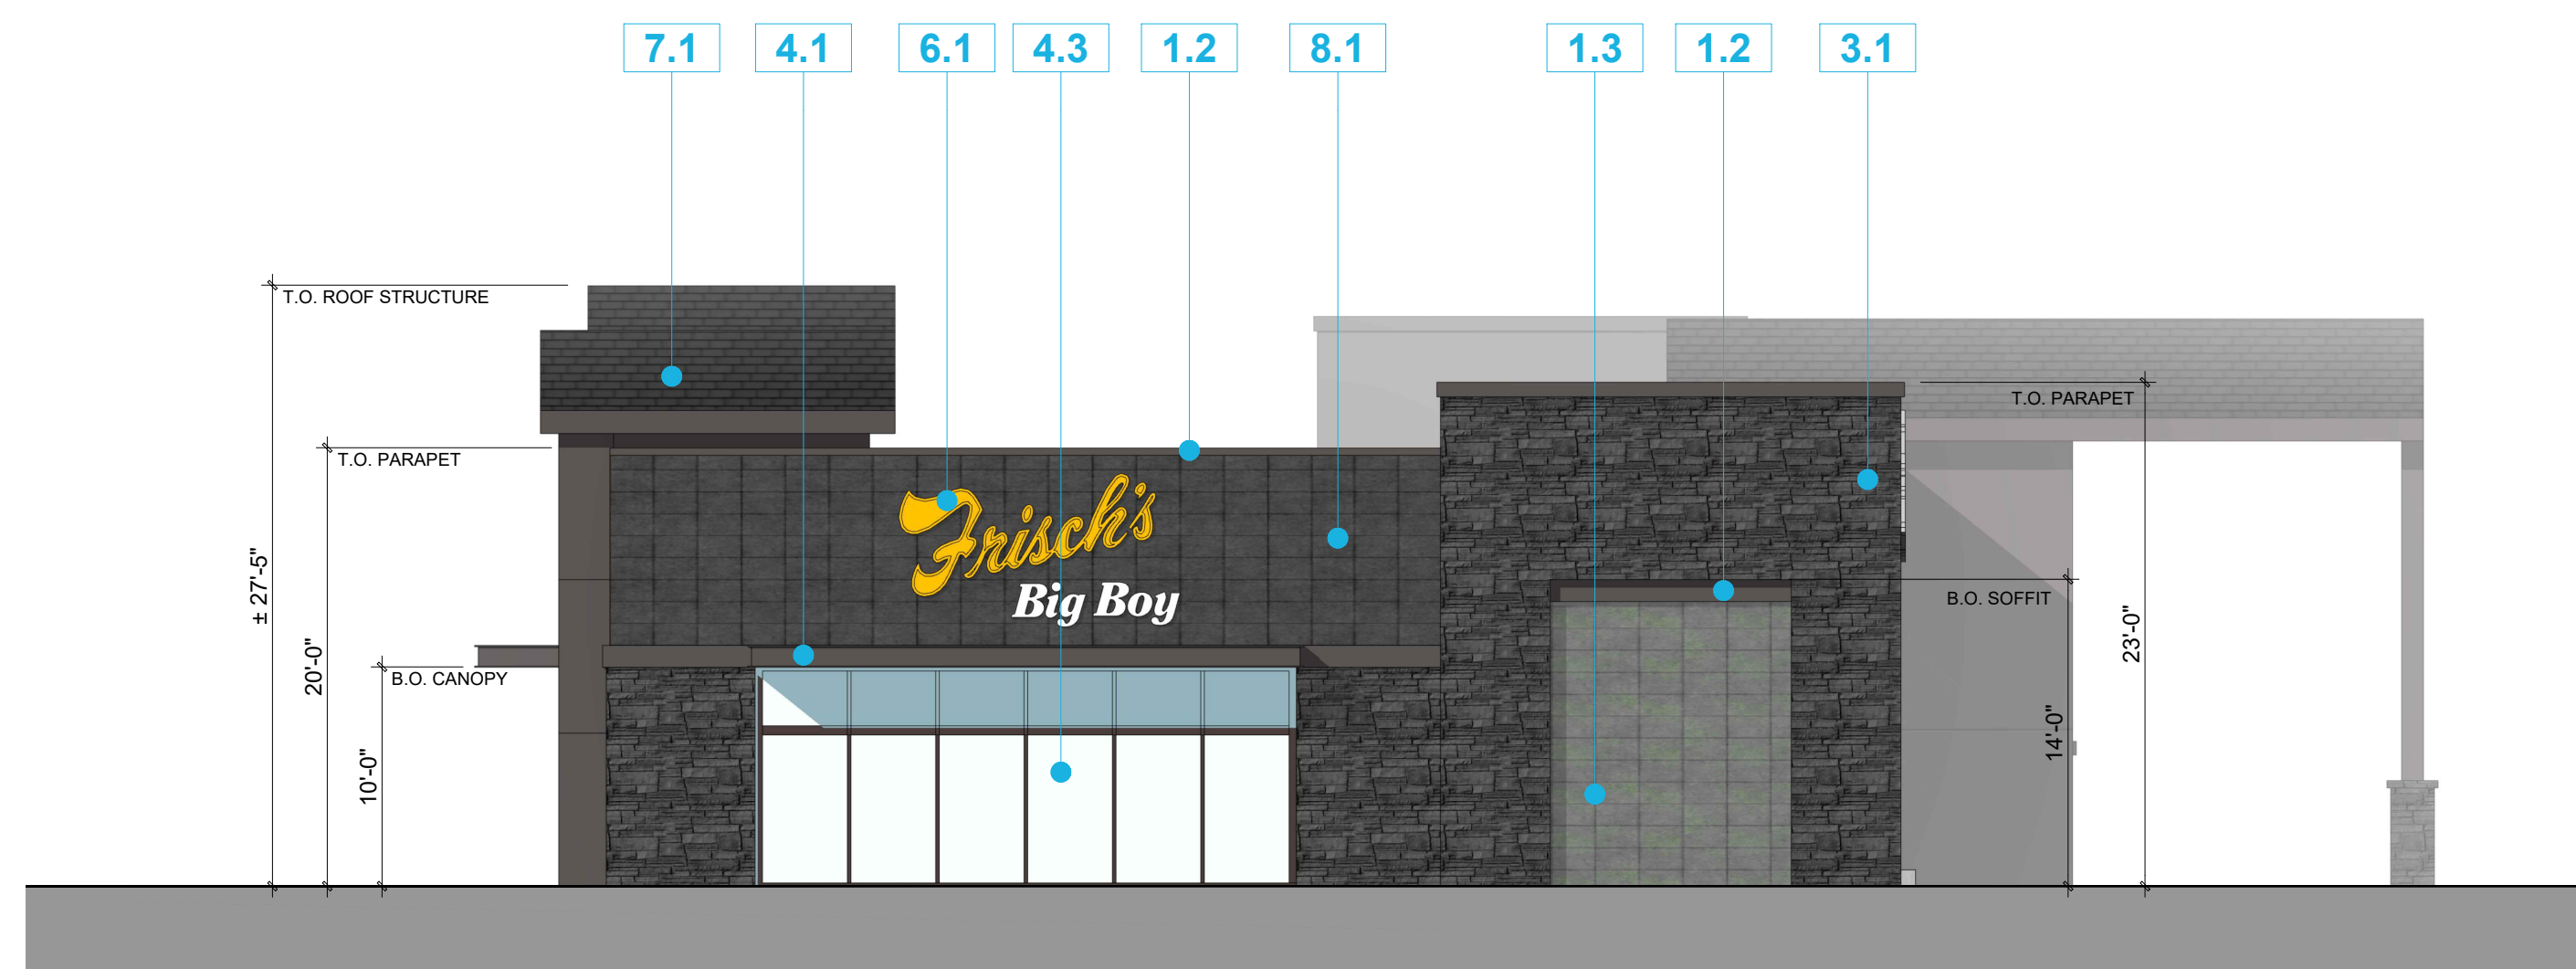 7.1 4.1 6.1 4.3 1.2 8.1 1.3 1.2 3.1
T.O. ROOF STRUCTURE
T.O. PARAPET
T.O. PARAPET
Frisch's
Big Boy
B.O. SOFFIT
B.O. CANOPY
± 27'-5"
20'-0"
10'-0"
14'-0"
23'-0"